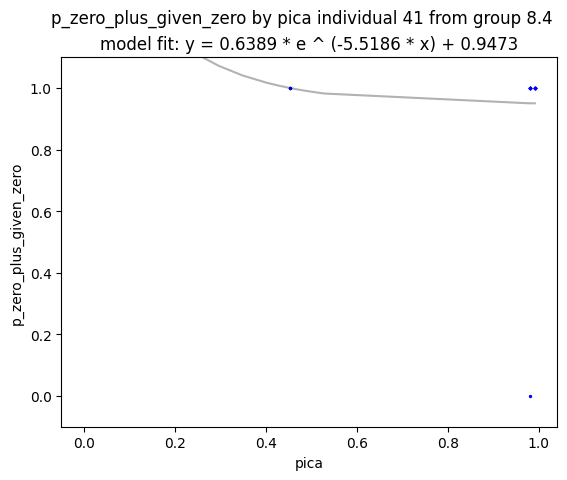 p_zero_plus_given_zero by pica individual 41 from group 8.4
model fit: y = 0.6389 * e ^ (-5.5186 * x) + 0.9473
1.0
0.8
0.6
0.4
0.2
0.0
p_zero_plus_given_zero
0.0 0.2 0.4 0.6 0.8 1.0
pica